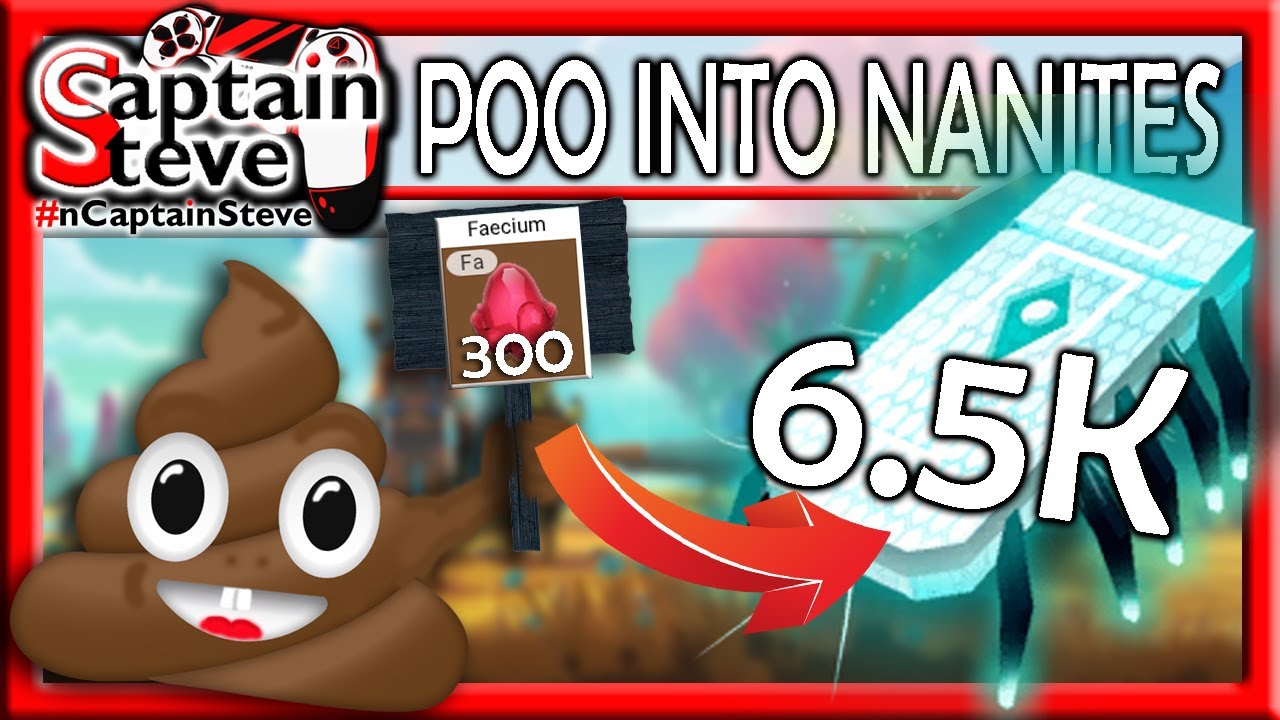 Captain
Steve
#nCaptainSteve
POO INTO NANITES
Faecium
Fa
300
6.5K